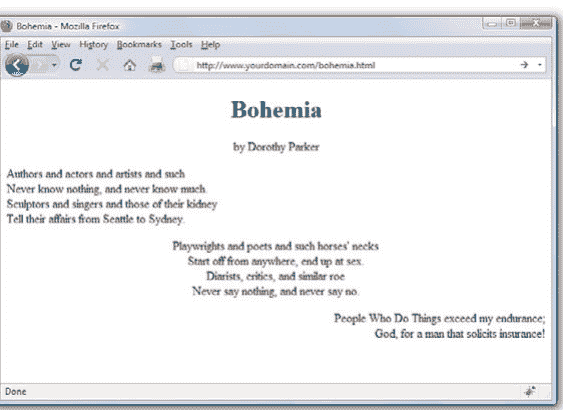 Bohemia - Mozilla Firefox
File Edit View History Bookmarks Tools Help
http://www.yourdomain.com/bohemia.html
Bohemia
by Dorothy Parker
Authors and actors and artists and such
Never know nothing, and never know much.
Sculptors and singers and those of their kidney
Tell their affairs from Seattle to Sydney.
Playwrights and poets and such horses' necks
Start off from anywhere, end up at sex.
Diarists, critics, and similar roe
Never say nothing, and never say no.
People Who Do Things exceed my endurance;
God, for a man that solicits insurance!
Done